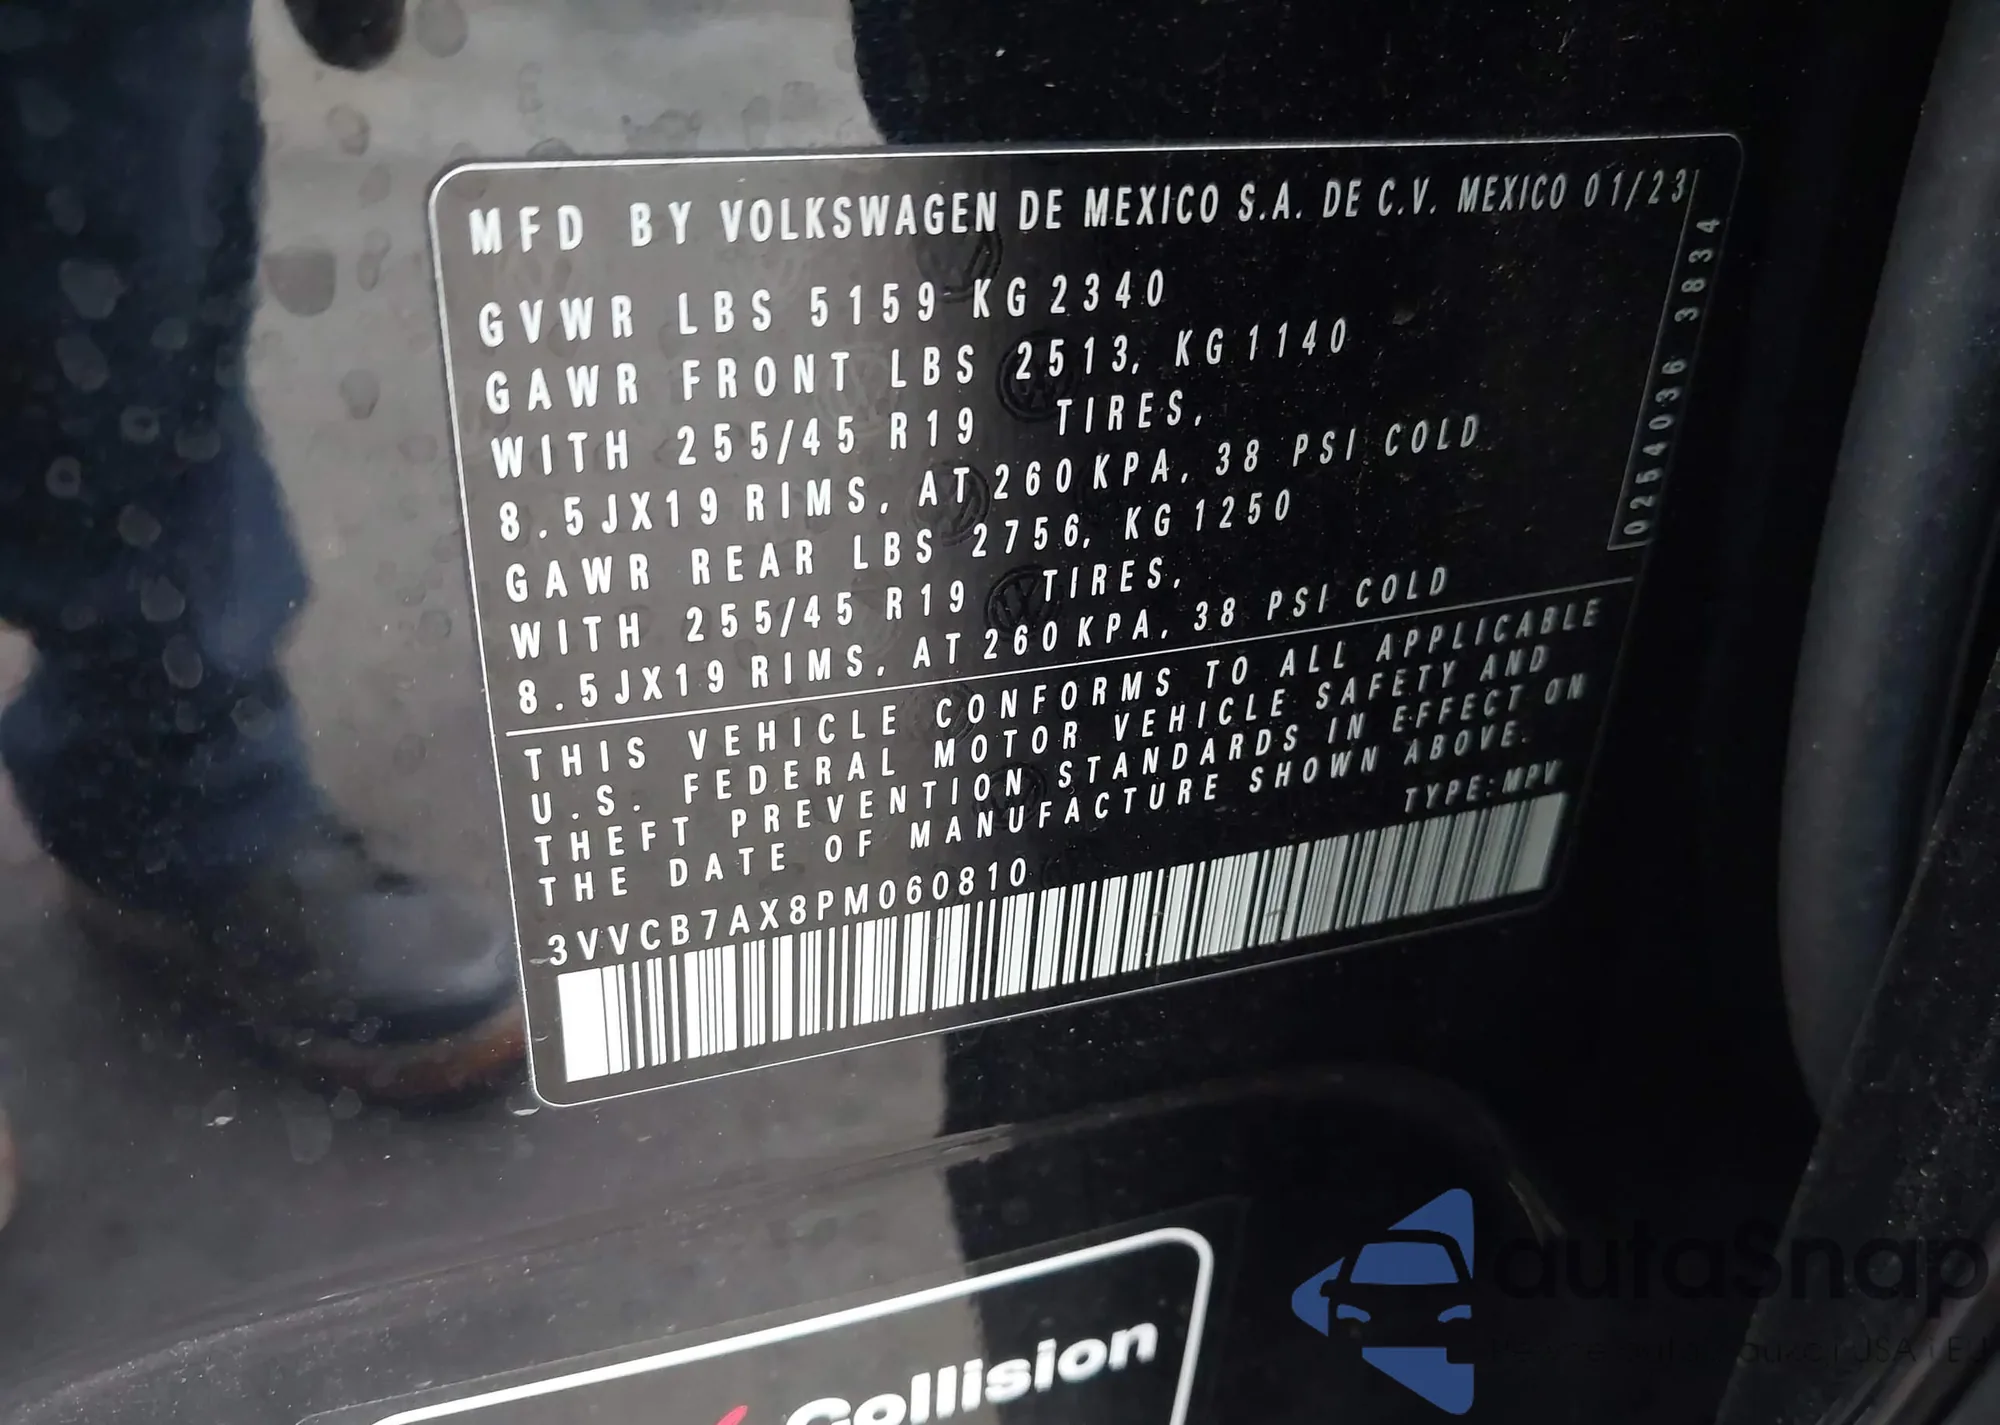 MFD BY VOLKSWAGEN DE MEXICO S.A. DE C.V. MEXICO 01/23
GVWR LBS 5159 KG 2340
GAWR FRONT LBS 2513, KG 1140
WITH 255/45 R19 TIRES,
8.5JX19 RIMS, AT 260 KPA, 38 PSI COLD
GAWR REAR LBS 2756, KG 1250
WITH 255/45 R19 TIRES,
8.5JX19 RIMS, AT 260 KPA, 38 PSI COLD
0254036 3834
THIS VEHICLE CONFORMS TO ALL APPLICABLE
U.S. FEDERAL MOTOR VEHICLE SAFETY AND
THEFT PREVENTION STANDARDS IN EFFECT ON
THE DATE OF MANUFACTURE SHOWN ABOVE.
TYPE: MPV
3VVCB7AX8PM060810
Collision
autaSnap